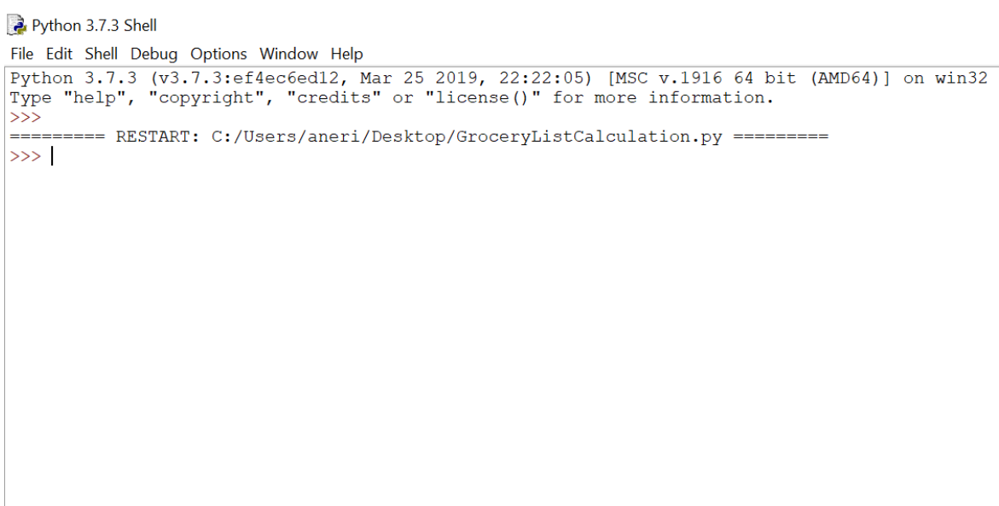 Python 3.7.3 Shell
File Edit Shell Debug Options Window Help
Python 3.7.3 (v3.7.3:ef4ec6ed12, Mar 25 2019, 22:22:05) [MSC v.1916 64 bit (AMD64)] on win32
Type "help", "copyright", "credits" or "license()" for more information.
>>>
========= RESTART: C:/Users/aneri/Desktop/GroceryListCalculation.py =========
>>>